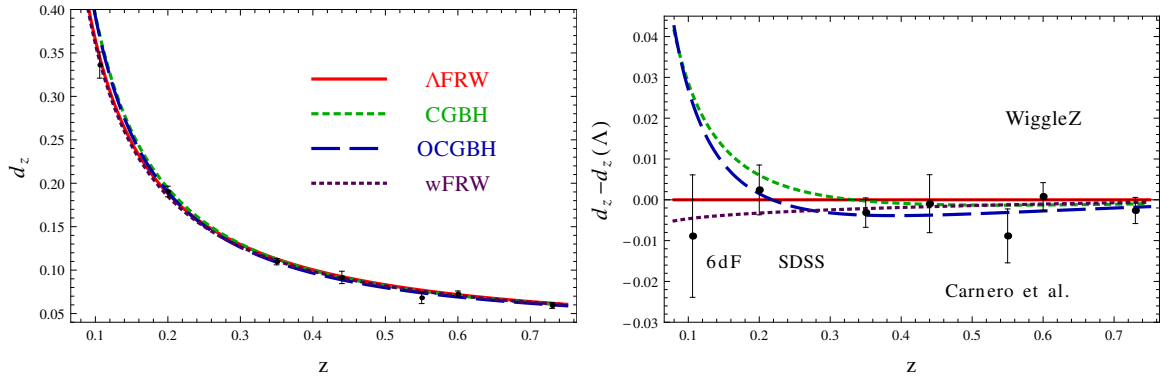 0.40
0.35
0.30
0.25
0.20
0.15
0.10
0.05
d_z
0.1 0.2 0.3 0.4 0.5 0.6 0.7
z
ΛFRW
CGBH
OCGBH
wFRW
0.04
0.03
0.02
0.01
0.00
−0.01
−0.02
−0.03
d_z−d_z(Λ)
WiggleZ
6dF SDSS
Carnero et al.
0.1 0.2 0.3 0.4 0.5 0.6 0.7
z